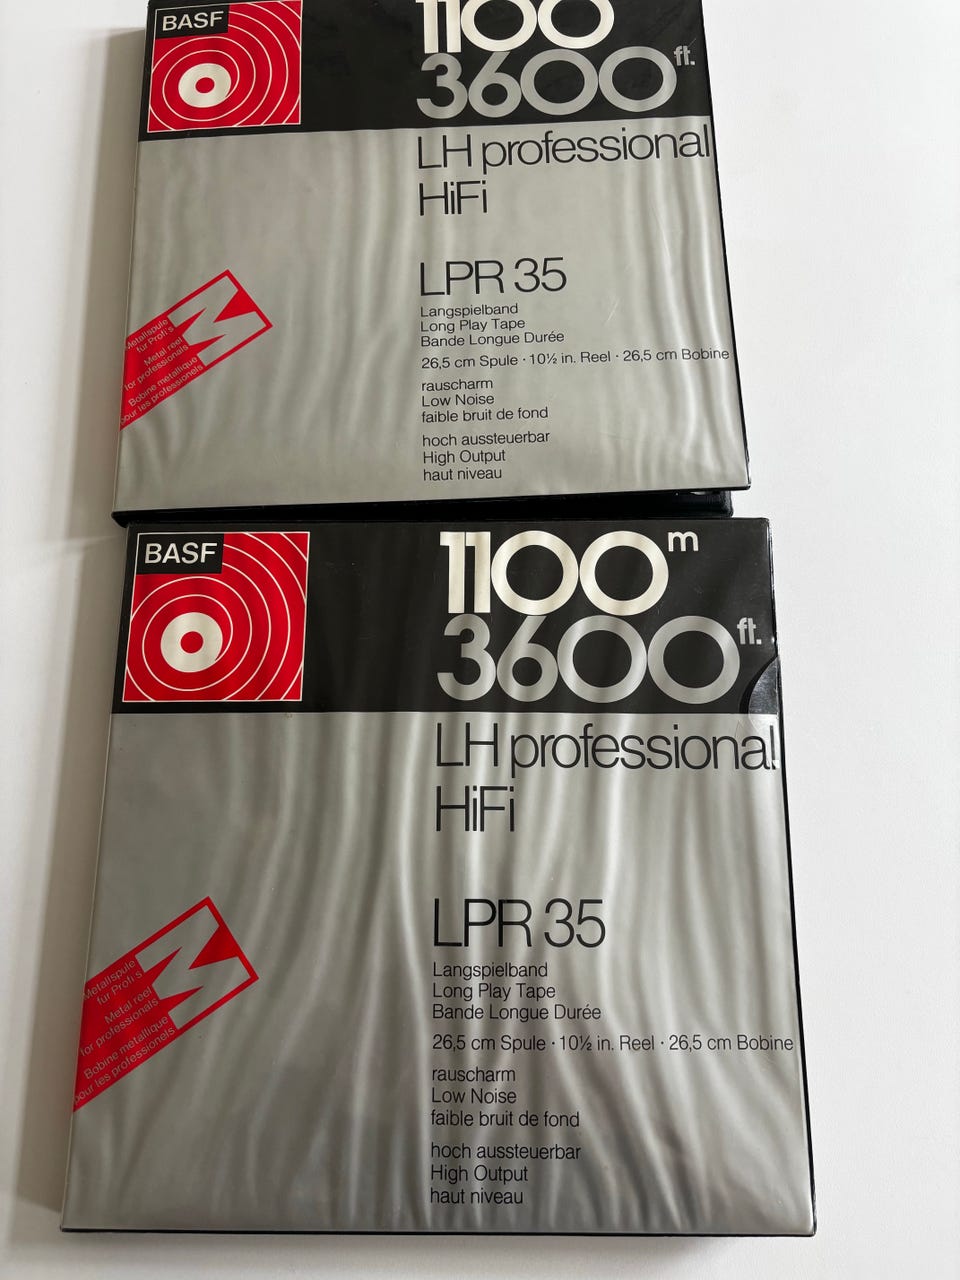 BASF
1100
3600 ft.
LH professional
HiFi
LPR 35
Langspielband
Long Play Tape
Bande Longue Durée
26,5 cm Spule · 10½ in. Reel · 26,5 cm Bobine
rauscharm
Low Noise
faible bruit de fond
hoch aussteuerbar
High Output
haut niveau
M
Metallspule
für Profi's
Metal reel
for professionals
Bobine métallique
pour les professionels
BASF
1100 m
3600 ft.
LH professional
HiFi
LPR 35
Langspielband
Long Play Tape
Bande Longue Durée
26,5 cm Spule · 10½ in. Reel · 26,5 cm Bobine
rauscharm
Low Noise
faible bruit de fond
hoch aussteuerbar
High Output
haut niveau
M
Metallspule
für Profi's
Metal reel
for professionals
Bobine métallique
pour les professionels